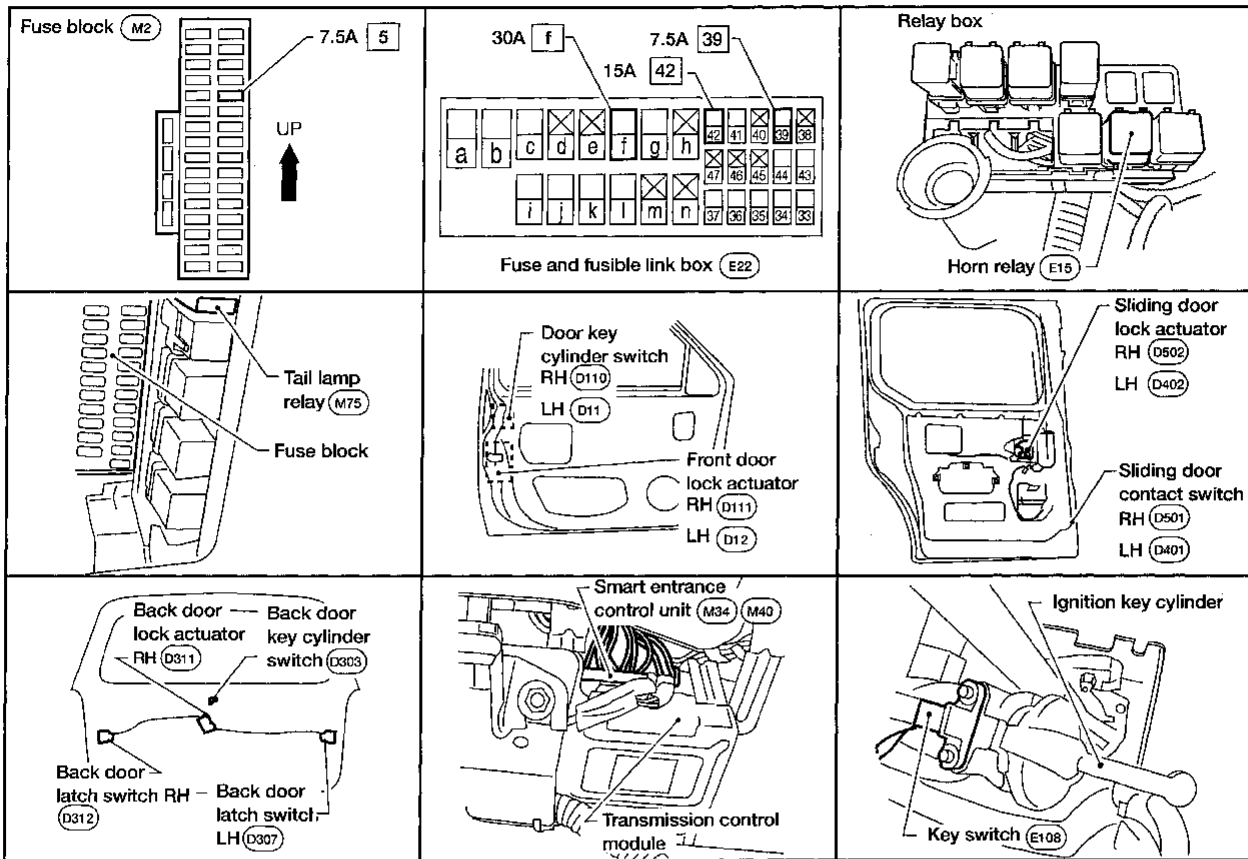 Fuse block M2
7.5A 5
UP
30A f
7.5A 39
15A 42
a b c d e f g h
42 41 40 39 38
47 46 45 44 43
i j k l m n
37 36 35 34 33
Fuse and fusible link box E22
Relay box
Horn relay E15
Tail lamp
relay M75
Fuse block
Door key
cylinder switch
RH D110
LH D11
Front door
lock actuator
RH D111
LH D12
Sliding door
lock actuator
RH D502
LH D402
Sliding door
contact switch
RH D501
LH D401
Back door
lock actuator
RH D311
Back door
key cylinder
switch D303
Back door
latch switch RH
D312
Back door
latch switch
LH D307
Smart entrance
control unit M34 M40
Transmission control
module
Ignition key cylinder
Key switch E108